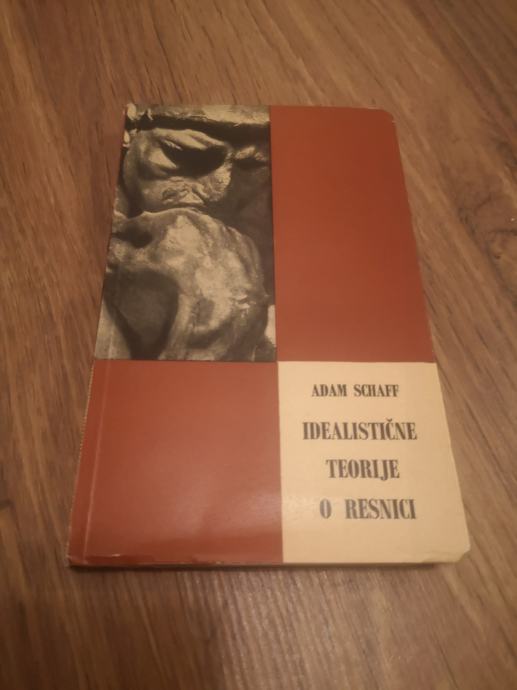 ADAM SCHAFF
IDEALISTIČNE
TEORIJE
O RESNICI